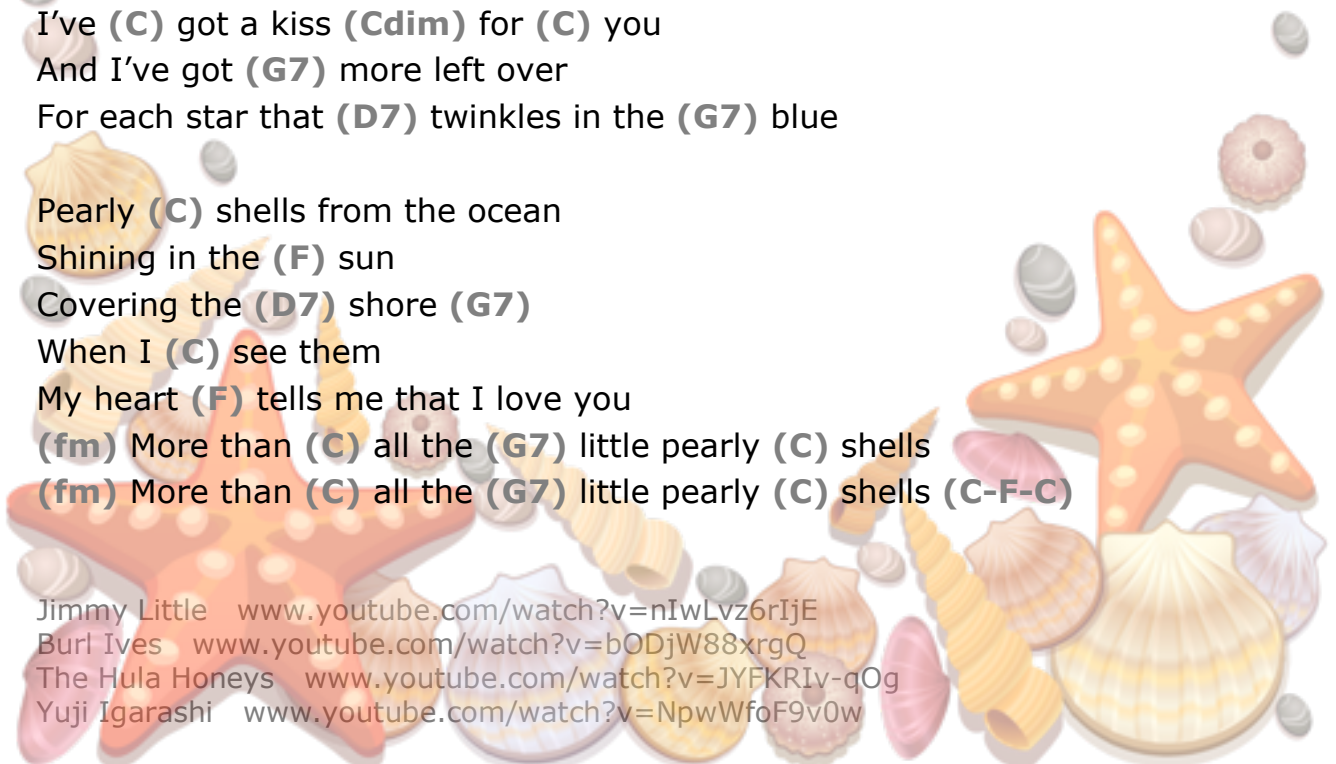 I’ve (C) got a kiss (Cdim) for (C) you
And I’ve got (G7) more left over
For each star that (D7) twinkles in the (G7) blue
Pearly (C) shells from the ocean
Shining in the (F) sun
Covering the (D7) shore (G7)
When I (C) see them
My heart (F) tells me that I love you
(fm) More than (C) all the (G7) little pearly (C) shells
(fm) More than (C) all the (G7) little pearly (C) shells (C-F-C)
Jimmy Little www.youtube.com/watch?v=nIwLvz6rIjE
Burl Ives www.youtube.com/watch?v=bODjW88xrgQ
The Hula Honeys www.youtube.com/watch?v=JYFKRIv-qOg
Yuji Igarashi www.youtube.com/watch?v=NpwWfoF9v0w